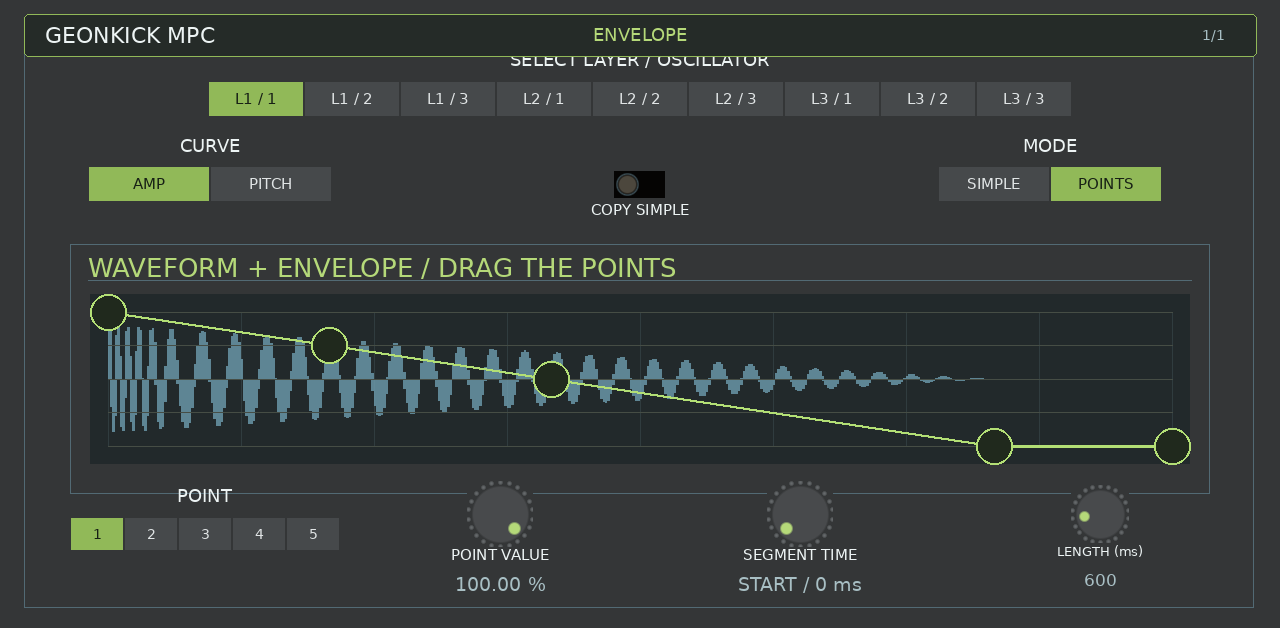 GEONKICK MPC
ENVELOPE
1/1
SELECT LAYER / OSCILLATOR
L1 / 1
L1 / 2
L1 / 3
L2 / 1
L2 / 2
L2 / 3
L3 / 1
L3 / 2
L3 / 3
CURVE
MODE
AMP
PITCH
SIMPLE
POINTS
COPY SIMPLE
WAVEFORM + ENVELOPE / DRAG THE POINTS
POINT
1
2
3
4
5
POINT VALUE
SEGMENT TIME
LENGTH (ms)
100.00 %
START / 0 ms
600